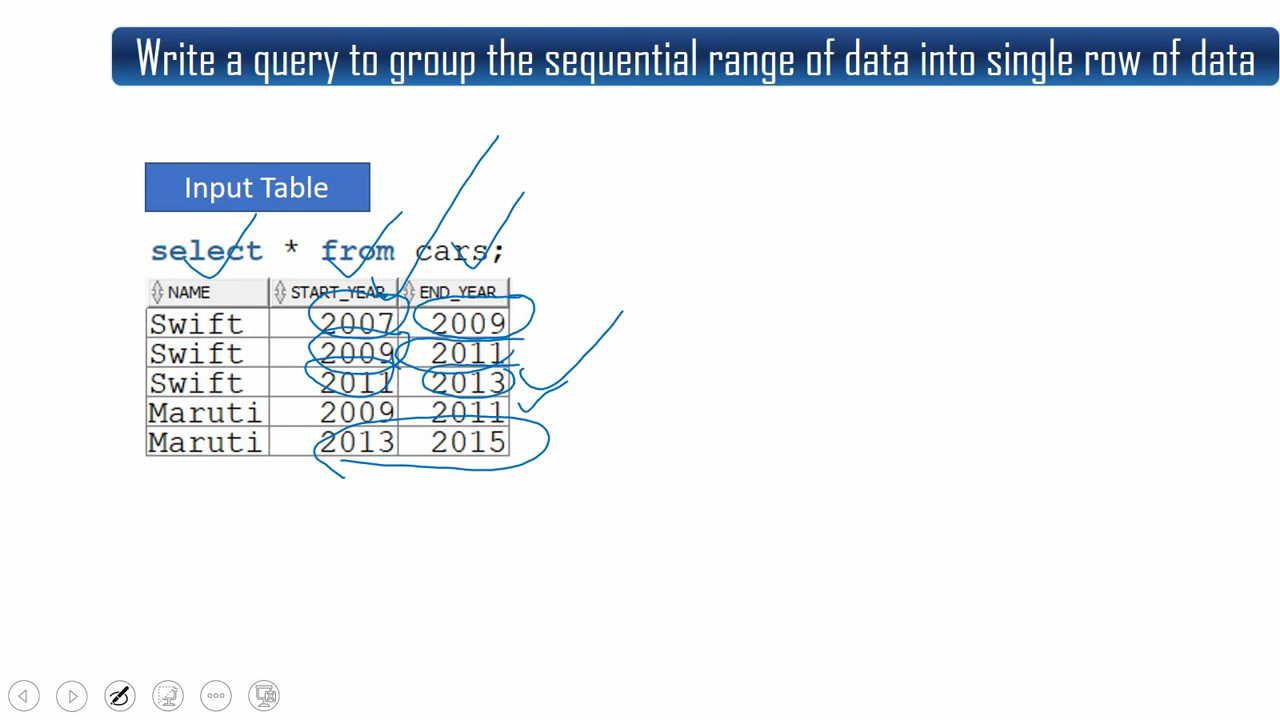 Write a query to group the sequential range of data into single row of data
Input Table
select * from cars;
NAME START_YEAR END_YEAR
Swift 2007 2009
Swift 2009 2011
Swift 2011 2013
Maruti 2009 2011
Maruti 2013 2015